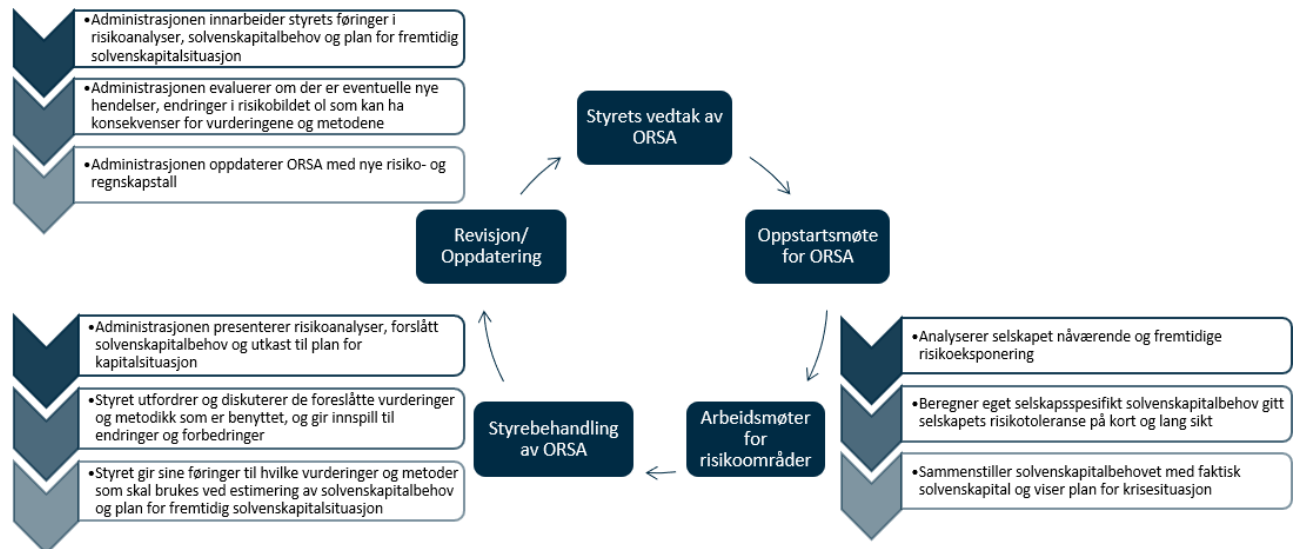 •Administrasjonen innarbeider styrets føringer i
risikoanalyser, solvenskapitalbehov og plan for fremtidig
solvenskapitalsituasjon
•Administrasjonen evaluerer om der er eventuelle nye
hendelser, endringer i risikobildet ol som kan ha
konsekvenser for vurderingene og metodene
•Administrasjonen oppdaterer ORSA med nye risiko- og
regnskapstall
Styrets vedtak av
ORSA
Oppstartsmøte
for ORSA
Arbeidsmøter
for
risikoområder
Styrebehandling
av ORSA
Revisjon/
Oppdatering
•Administrasjonen presenterer risikoanalyser, forslått
solvenskapitalbehov og utkast til plan for
kapitalsituasjon
•Styret utfordrer og diskuterer de foreslåtte vurderinger
og metodikk som er benyttet, og gir innspill til
endringer og forbedringer
•Styret gir sine føringer til hvilke vurderinger og metoder
som skal brukes ved estimering av solvenskapitalbehov
og plan for fremtidig solvenskapitalsituasjon
•Analyserer selskapet nåværende og fremtidige
risikoeksponering
•Beregner eget selskapsspesifikt solvenskapitalbehov gitt
selskapets risikotoleranse på kort og lang sikt
•Sammenstiller solvenskapitalbehovet med faktisk
solvenskapital og viser plan for krisesituasjon